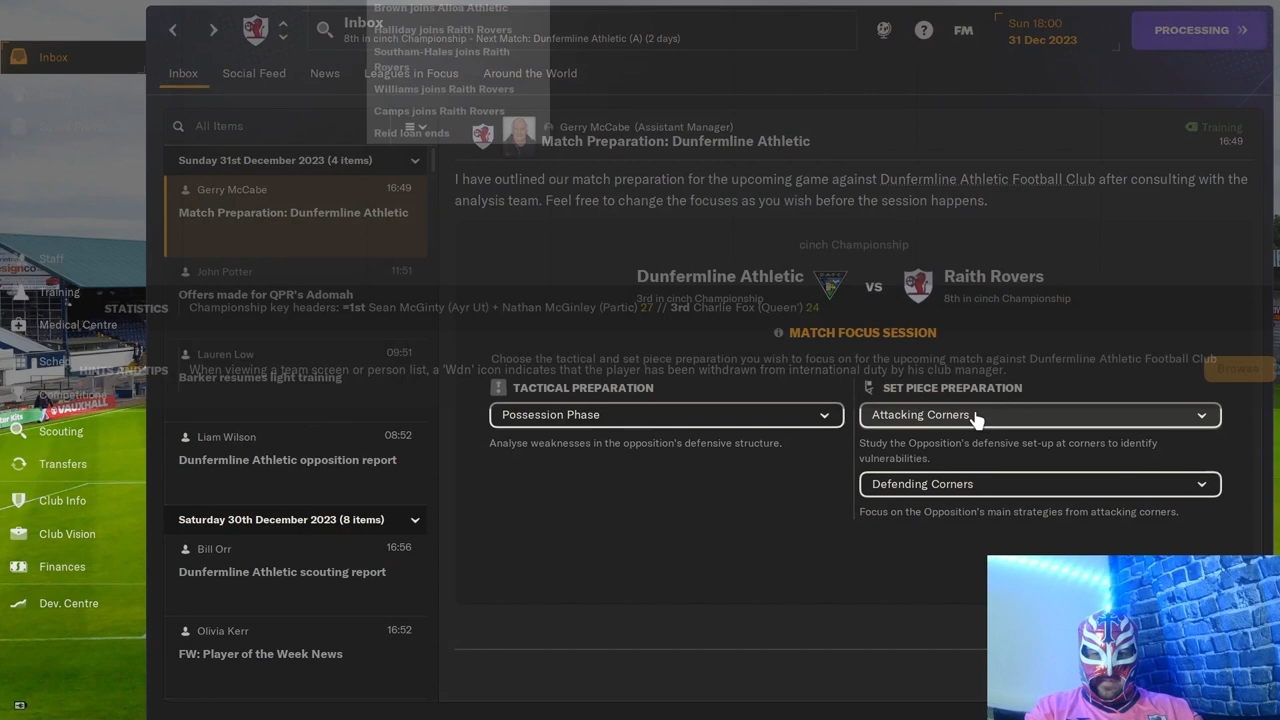 Brown joins Alloa Athletic
Inbox
Halliday joins Raith Rovers
8th in cinch Championship - Next Match: Dunfermline Athletic (A) (2 days)
Southam-Hales joins Raith
Rovers
Williams joins Raith Rovers
Camps joins Raith Rovers
Reid loan ends
FM
Sun 18:00
31 Dec 2023
PROCESSING
Inbox
Inbox
Social Feed
News
Leagues in Focus
Around the World
All Items
Sunday 31st December 2023 (4 items)
Gerry McCabe 16:49
Match Preparation: Dunfermline Athletic
John Potter 11:51
Offers made for QPR's Adomah
Lauren Low 09:51
Barker resumes light training
Liam Wilson 08:52
Dunfermline Athletic opposition report
Saturday 30th December 2023 (8 items)
Bill Orr 16:56
Dunfermline Athletic scouting report
Olivia Kerr 16:52
FW: Player of the Week News
Gerry McCabe (Assistant Manager)
Match Preparation: Dunfermline Athletic
Training
16:49
I have outlined our match preparation for the upcoming game against Dunfermline Athletic Football Club after consulting with the
analysis team. Feel free to change the focuses as you wish before the session happens.
cinch Championship
Dunfermline Athletic
3rd in cinch Championship
VS
Raith Rovers
8th in cinch Championship
STATISTICS
Championship key headers: =1st Sean McGinty (Ayr Ut) + Nathan McGinley (Partic) 27 // 3rd Charlie Fox (Queen') 24
MATCH FOCUS SESSION
Choose the tactical and set piece preparation you wish to focus on for the upcoming match against Dunfermline Athletic Football Club
HINTS AND TIPS
When viewing a team screen or person list, a 'Wdn' icon indicates that the player has been withdrawn from international duty by his club manager.
Browse
TACTICAL PREPARATION
Possession Phase
Analyse weaknesses in the opposition's defensive structure.
SET PIECE PREPARATION
Attacking Corners
Study the Opposition's defensive set-up at corners to identify
vulnerabilities.
Defending Corners
Focus on the Opposition's main strategies from attacking corners.
Staff
Training
Medical Centre
Sched
Competitions
Scouting
Transfers
Club Info
Club Vision
Finances
Dev. Centre
VAUXHALL